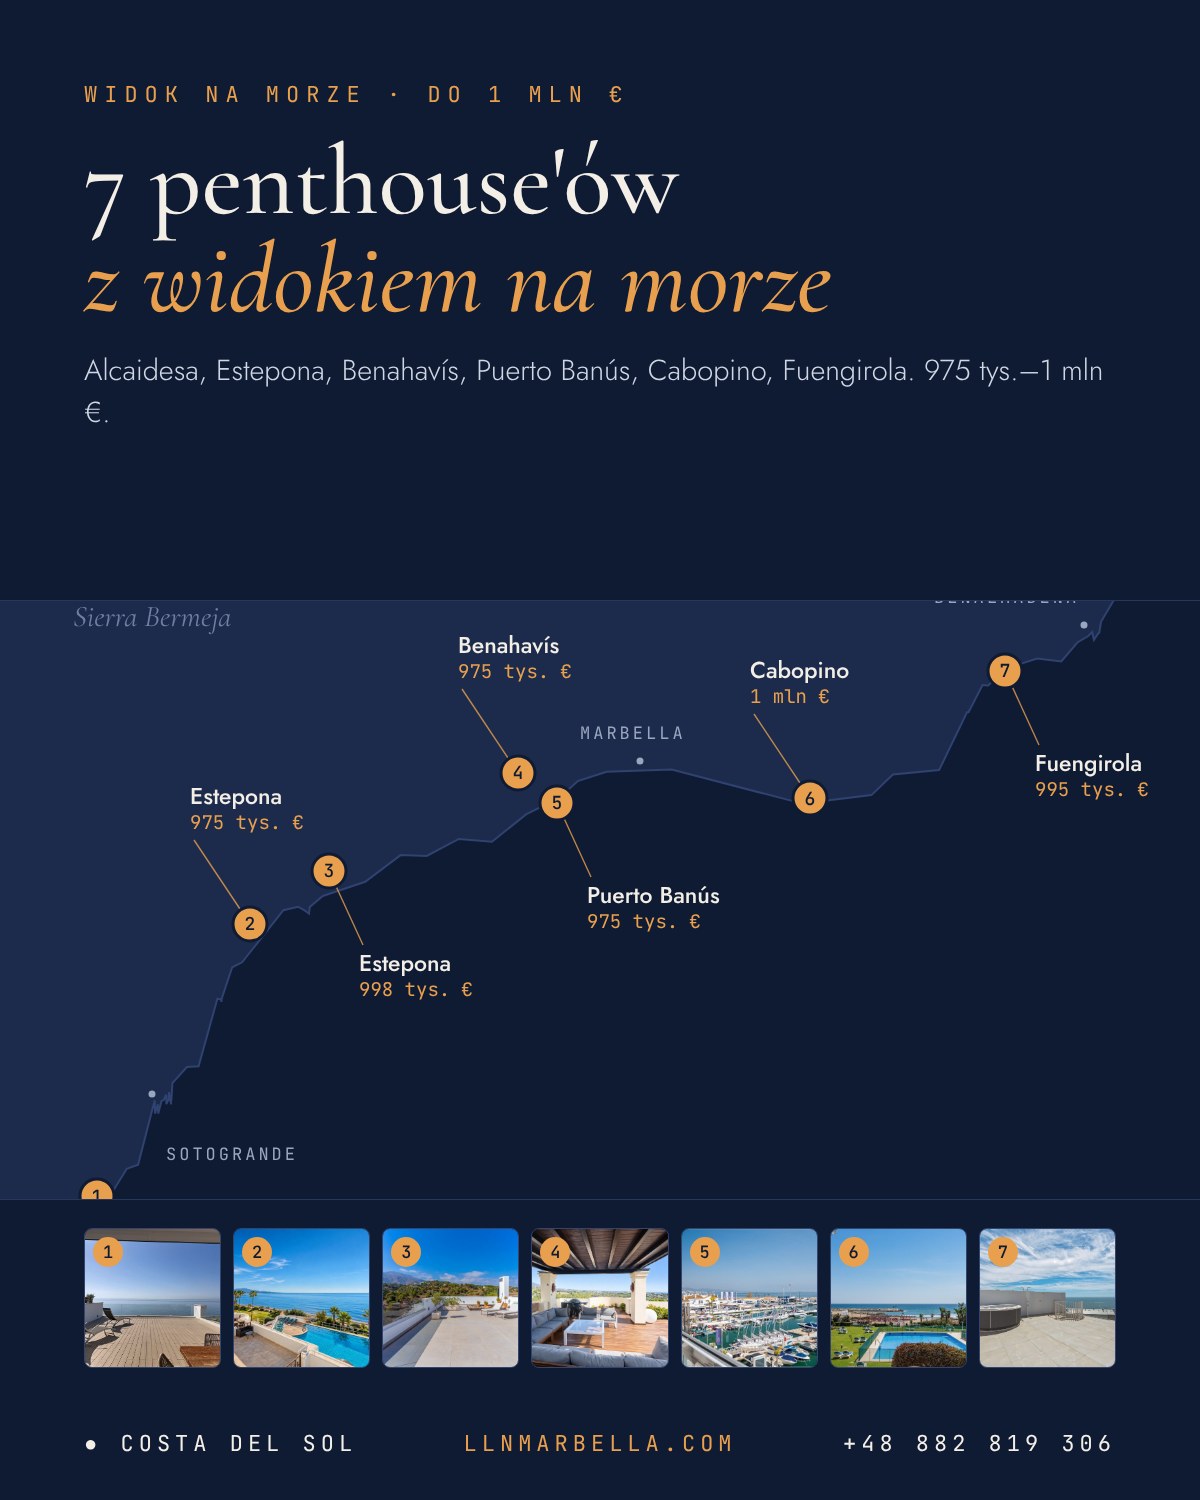 WIDOK NA MORZE · DO 1 MLN €
7 penthouse'ów
z widokiem na morze
Alcaidesa, Estepona, Benahavís, Puerto Banús, Cabopino, Fuengirola. 975 tys.–1 mln
€.
Sierra Bermeja
Benahavís
975 tys. €
Cabopino
1 mln €
MARBELLA
7
4
Fuengirola
995 tys. €
Estepona
975 tys. €
5
6
3
Puerto Banús
975 tys. €
2
Estepona
998 tys. €
SOTOGRANDE
1
1 2 3 4 5 6 7
• COSTA DEL SOL LLNMARBELLA.COM +48 882 819 306